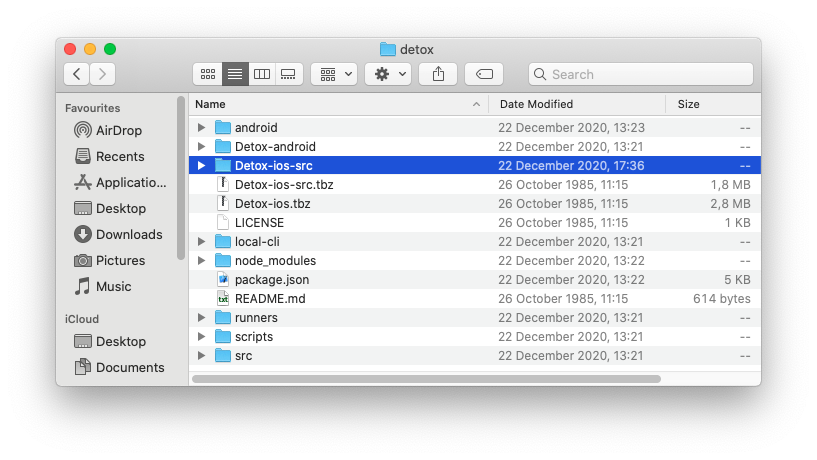 detox
Search
Favourites
AirDrop
Recents
Applicatio...
Desktop
Downloads
Pictures
Music
iCloud
Desktop
Documents
Name Date Modified Size
android 22 December 2020, 13:23 --
Detox-android 22 December 2020, 13:21 --
Detox-ios-src 22 December 2020, 17:36 --
Detox-ios-src.tbz 26 October 1985, 11:15 1,8 MB
Detox-ios.tbz 26 October 1985, 11:15 2,8 MB
LICENSE 26 October 1985, 11:15 1 KB
local-cli 22 December 2020, 13:21 --
node_modules 22 December 2020, 13:22 --
package.json 22 December 2020, 13:22 5 KB
txt README.md 26 October 1985, 11:15 614 bytes
runners 22 December 2020, 13:21 --
scripts 22 December 2020, 13:21 --
src 22 December 2020, 13:21 --